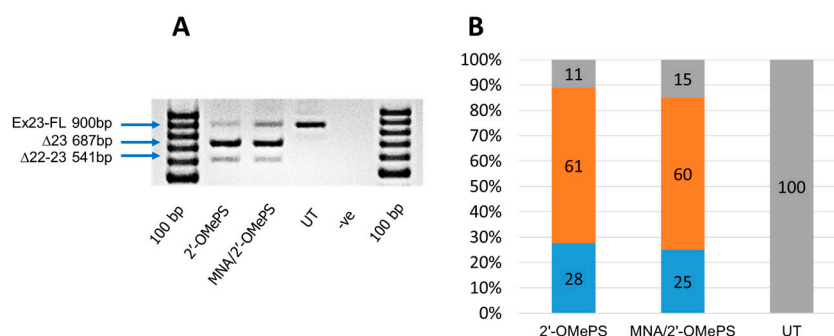 A
Ex23-FL 900bp
Δ23 687bp
Δ22-23 541bp
100 bp
2'-OMePS
MNA/2'-OMePS
UT
-ve
100 bp
B
100%
90%
80%
70%
60%
50%
40%
30%
20%
10%
0%
11
15
61
60
100
28
25
2'-OMePS
MNA/2'-OMePS
UT